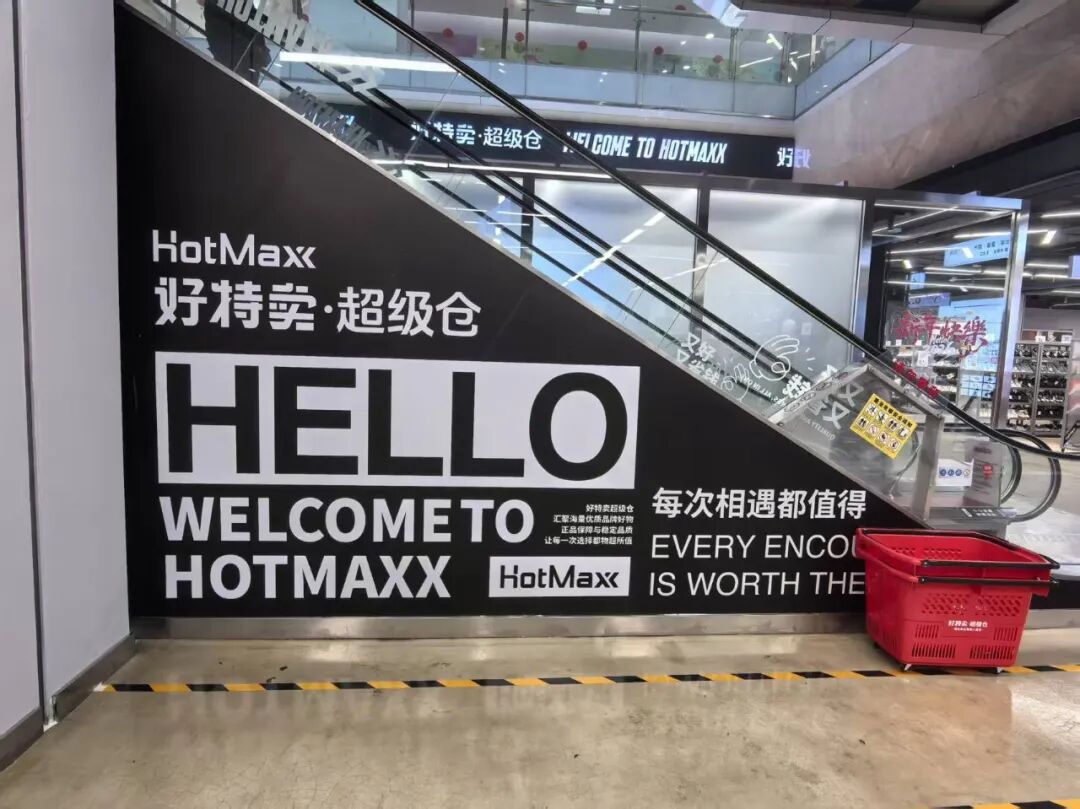 好特卖·超级仓 WELCOME TO HOTMAXX
HotMaxx
好特卖·超级仓
HELLO
WELCOME TO
HOTMAXX
好特卖超级仓
汇聚海量优质品牌好物
正品保障与稳定品质
让每一次选择都物超所值
HotMaxx
每次相遇都值得
EVERY ENCOU
IS WORTH THE
新年快樂
好特卖·超级仓